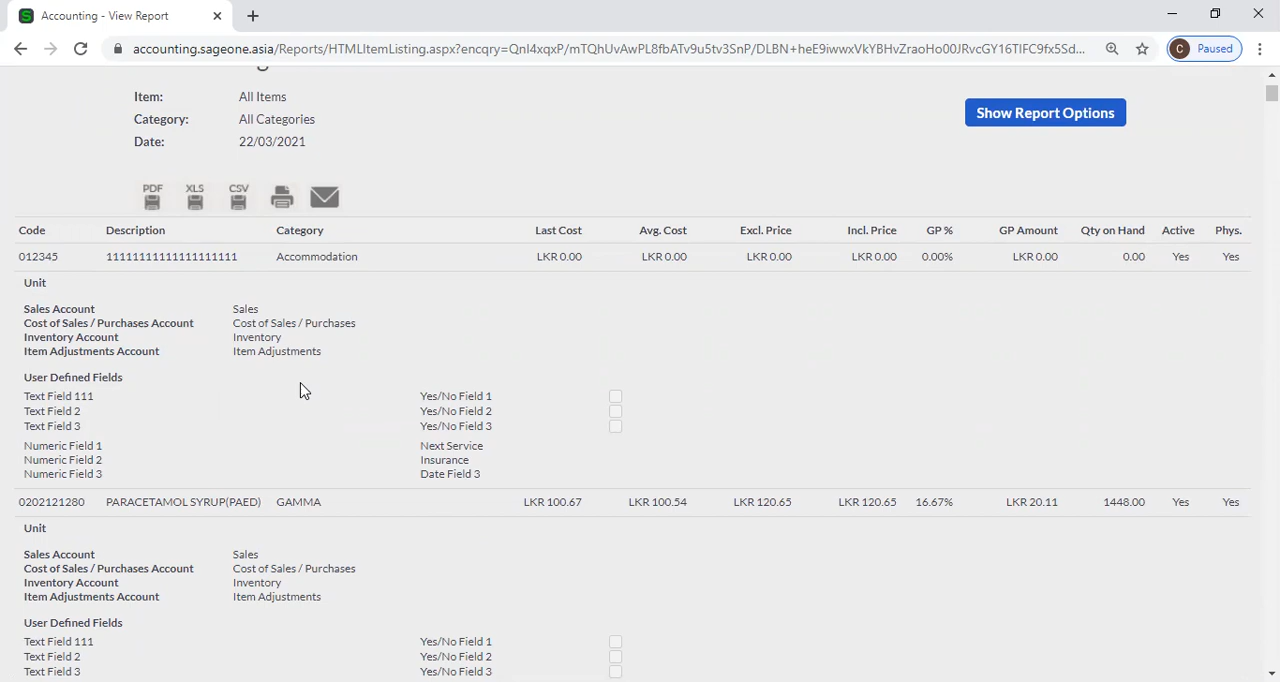 Accounting - View Report
accounting.sageone.asia/Reports/HTMLItemListing.aspx?encqry=QnI4xqxP/mTQhUvAwPL8fbATv9u5tv3SnP/DLBN+heE9iwwxVkYBHvZraoHo00JRvcGY16TlFC9fx5Sd...
C Paused
Item: All Items
Category: All Categories
Date: 22/03/2021
Show Report Options
PDF XLS CSV
Code Description Category Last Cost Avg. Cost Excl. Price Incl. Price GP % GP Amount Qty on Hand Active Phys.
012345 11111111111111111111 Accommodation LKR 0.00 LKR 0.00 LKR 0.00 LKR 0.00 0.00% LKR 0.00 0.00 Yes Yes
Unit
Sales Account Sales
Cost of Sales / Purchases Account Cost of Sales / Purchases
Inventory Account Inventory
Item Adjustments Account Item Adjustments
User Defined Fields
Text Field 111 Yes/No Field 1
Text Field 2 Yes/No Field 2
Text Field 3 Yes/No Field 3
Numeric Field 1 Next Service
Numeric Field 2 Insurance
Numeric Field 3 Date Field 3
0202121280 PARACETAMOL SYRUP(PAED) GAMMA LKR 100.67 LKR 100.54 LKR 120.65 LKR 120.65 16.67% LKR 20.11 1448.00 Yes Yes
Unit
Sales Account Sales
Cost of Sales / Purchases Account Cost of Sales / Purchases
Inventory Account Inventory
Item Adjustments Account Item Adjustments
User Defined Fields
Text Field 111 Yes/No Field 1
Text Field 2 Yes/No Field 2
Text Field 3 Yes/No Field 3